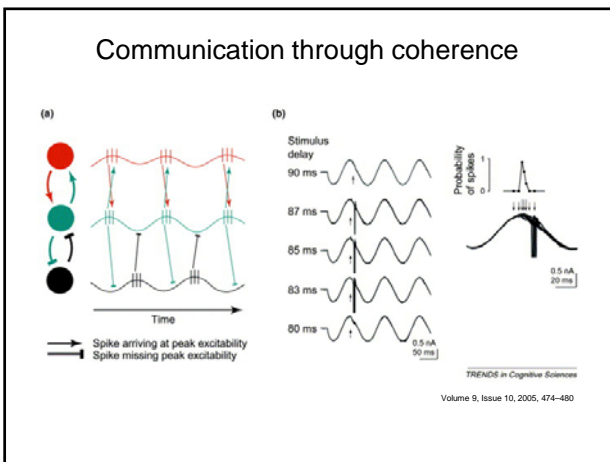 Communication through coherence
(a)
Time
Spike arriving at peak excitability
Spike missing peak excitability
(b)
Stimulus
delay
90 ms
87 ms
85 ms
83 ms
80 ms
0.5 nA
50 ms
Probability
of spikes
1
0
0.5 nA
20 ms
TRENDS in Cognitive Sciences
Volume 9, Issue 10, 2005, 474–480